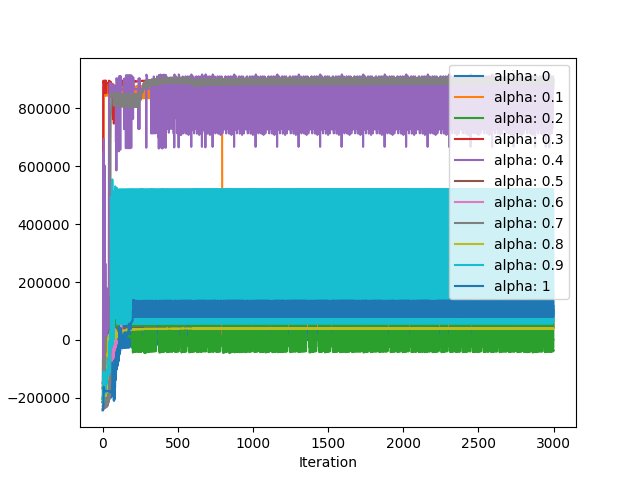 800000
600000
400000
200000
0
−200000
0
500
1000
1500
2000
2500
3000
Iteration
alpha: 0
alpha: 0.1
alpha: 0.2
alpha: 0.3
alpha: 0.4
alpha: 0.5
alpha: 0.6
alpha: 0.7
alpha: 0.8
alpha: 0.9
alpha: 1